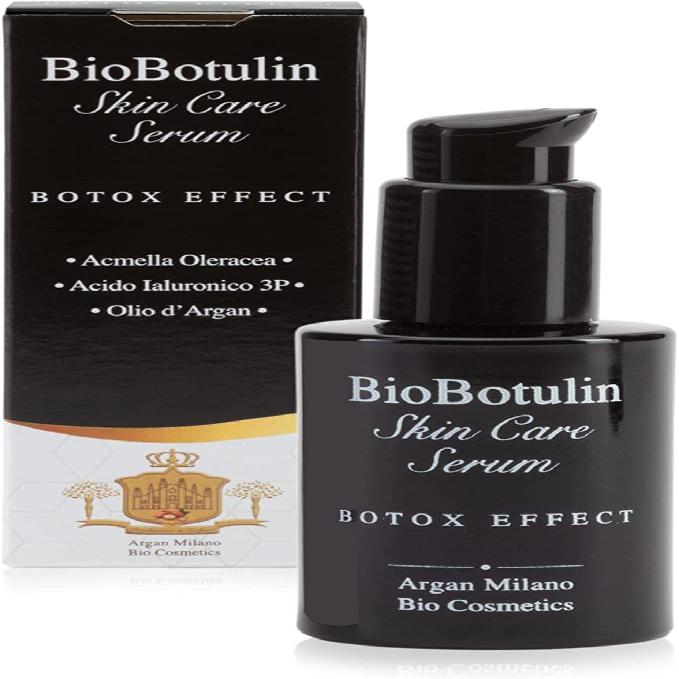 BioBotulin
Skin Care
Serum
BOTOX EFFECT
• Acmella Oleracea •
• Acido Ialuronico 3P •
• Olio d'Argan •
Argan Milano
Bio Cosmetics
BioBotulin
Skin Care
Serum
BOTOX EFFECT
Argan Milano
Bio Cosmetics